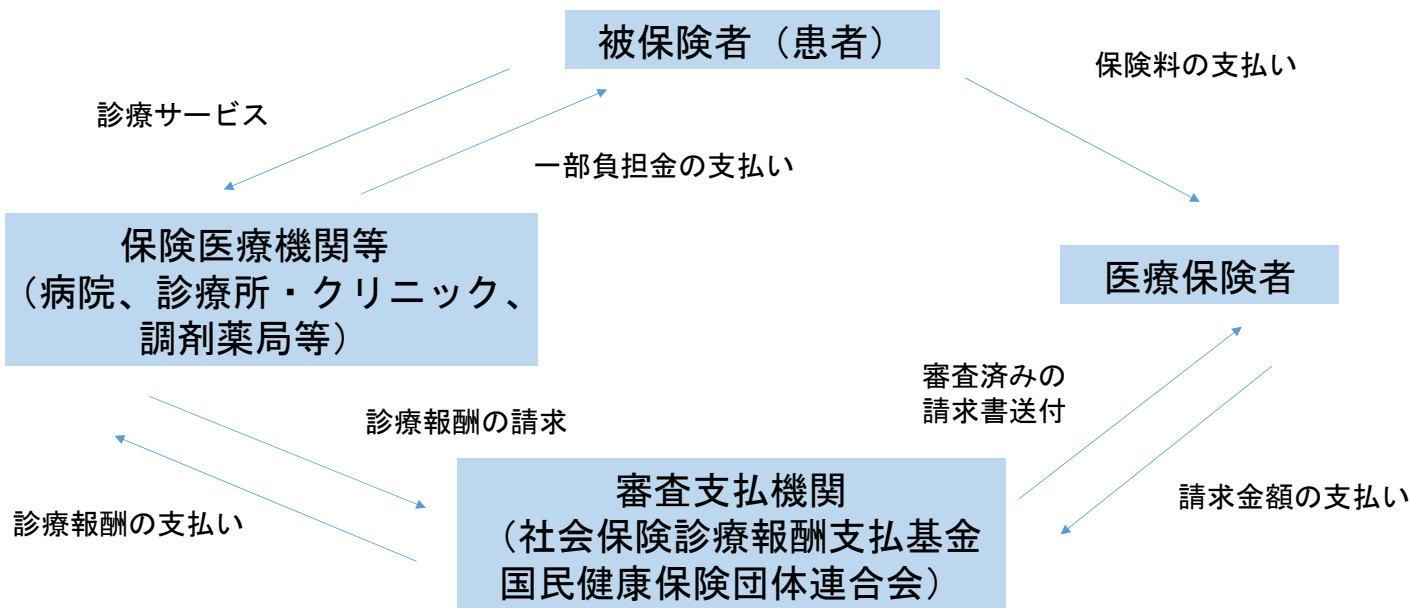 被保険者（患者）
保険料の支払い
診療サービス
一部負担金の支払い
保険医療機関等
（病院、診療所・クリニック、
調剤薬局等）
医療保険者
審査済みの
請求書送付
診療報酬の請求
審査支払機関
（社会保険診療報酬支払基金
国民健康保険団体連合会）
請求金額の支払い
診療報酬の支払い